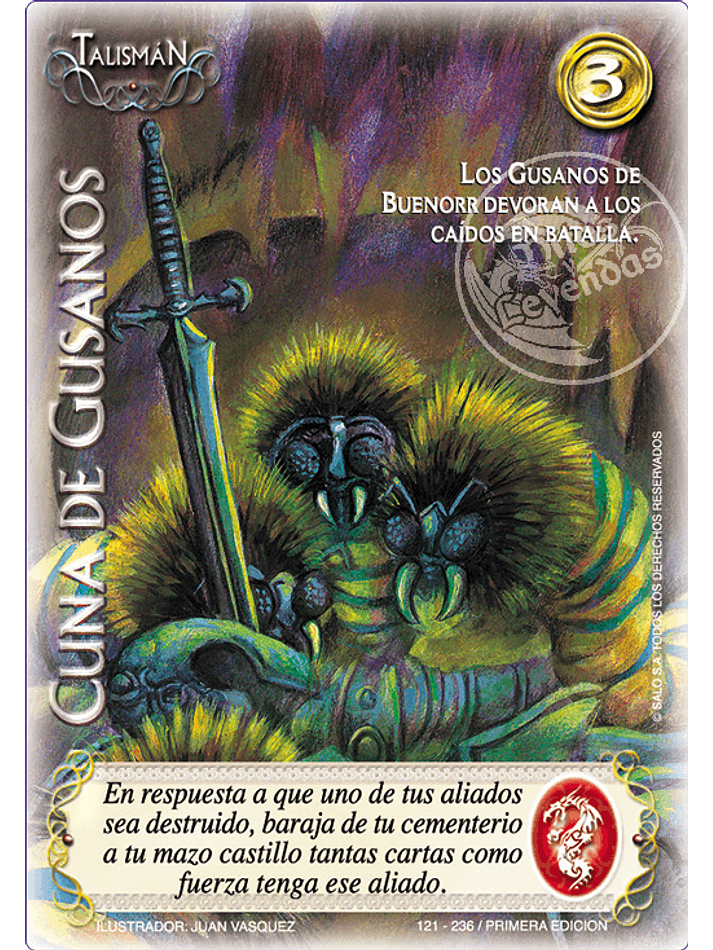 TALISMÁN
3
CUNA DE GUSANOS
LOS GUSANOS DE
BUENORR DEVORAN A LOS
CAÍDOS EN BATALLA.
Mitos y
Leyendas
© SALO S.A TODOS LOS DERECHOS RESERVADOS
En respuesta a que uno de tus aliados
sea destruido, baraja de tu cementerio
a tu mazo castillo tantas cartas como
fuerza tenga ese aliado.
ILUSTRADOR: JUAN VASQUEZ
121 - 236 / PRIMERA EDICION